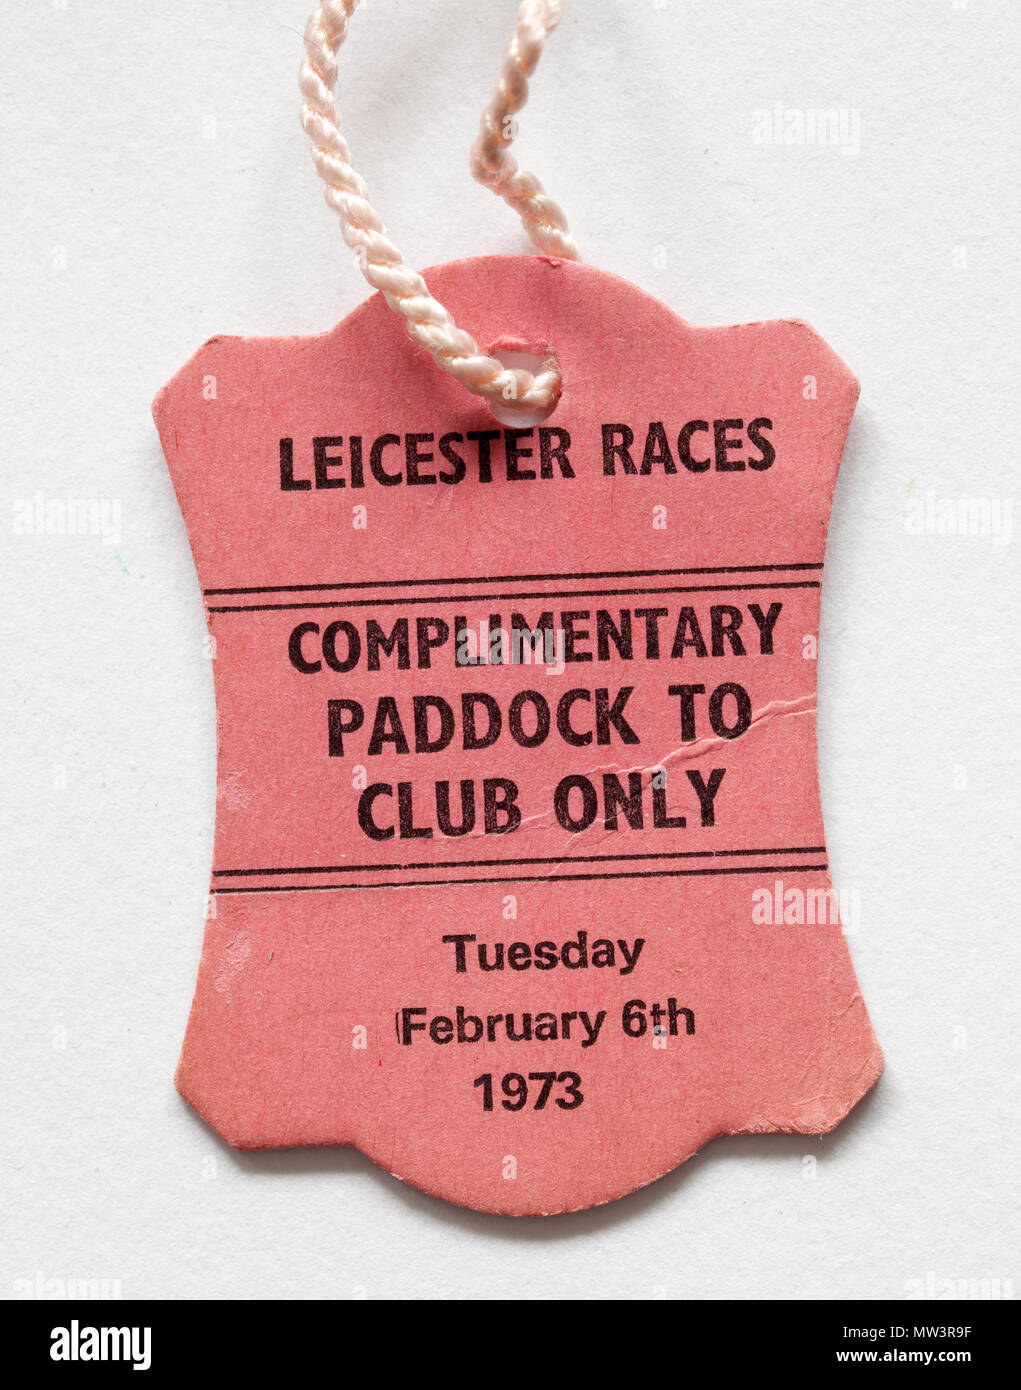 LEICESTER RACES
COMPLIMENTARY
PADDOCK TO
CLUB ONLY
Tuesday
February 6th
1973
alamy
Image ID: MW3R9F
www.alamy.com